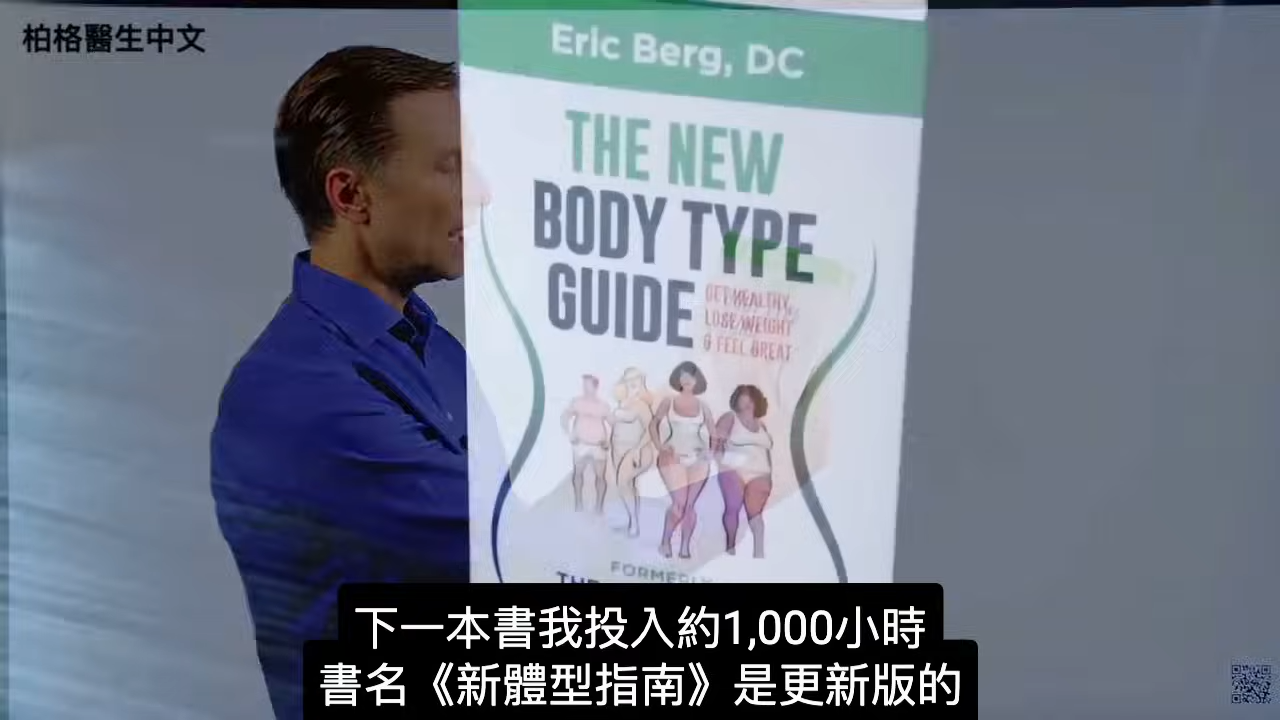 柏格醫生中文
Eric Berg, DC
THE NEW
BODY TYPE
GUIDE
GET HEALTHY,
LOSE WEIGHT
& FEEL GREAT
FORMERLY
下一本書我投入約1,000小時
書名《新體型指南》是更新版的